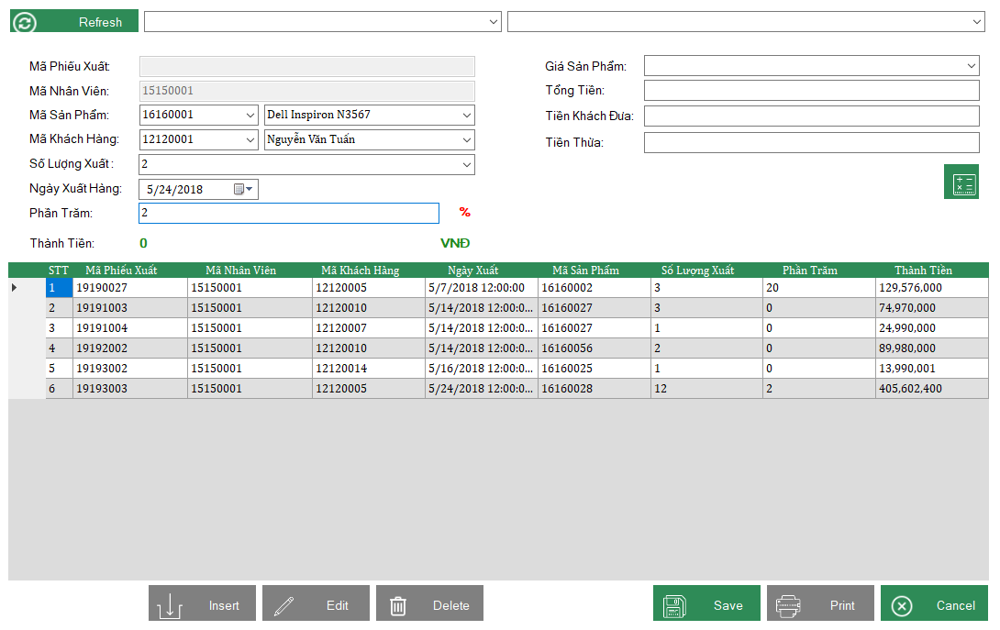 Refresh
Mã Phiếu Xuất:
Giá Sản Phẩm:
Mã Nhân Viên: 15150001
Tổng Tiền:
Mã Sản Phẩm: 16160001 Dell Inspiron N3567
Tiền Khách Đưa:
Mã Khách Hàng: 12120001 Nguyễn Văn Tuấn
Tiền Thừa:
Số Lượng Xuất: 2
Ngày Xuất Hàng: 5/24/2018
Phần Trăm: 2 %
Thành Tiền: 0 VNĐ
STT Mã Phiếu Xuất Mã Nhân Viên Mã Khách Hàng Ngày Xuất Mã Sản Phẩm Số Lượng Xuất Phần Trăm Thành Tiền
1 19190027 15150001 12120005 5/7/2018 12:00:00 16160002 3 20 129,576,000
2 19191003 15150001 12120010 5/14/2018 12:00:0... 16160027 3 0 74,970,000
3 19191004 15150001 12120007 5/14/2018 12:00:0... 16160027 1 0 24,990,000
4 19192002 15150001 12120010 5/14/2018 12:00:0... 16160056 2 0 89,980,000
5 19193002 15150001 12120014 5/16/2018 12:00:0... 16160025 1 0 13,990,001
6 19193003 15150001 12120005 5/24/2018 12:00:0... 16160028 12 2 405,602,400
Insert Edit Delete Save Print Cancel